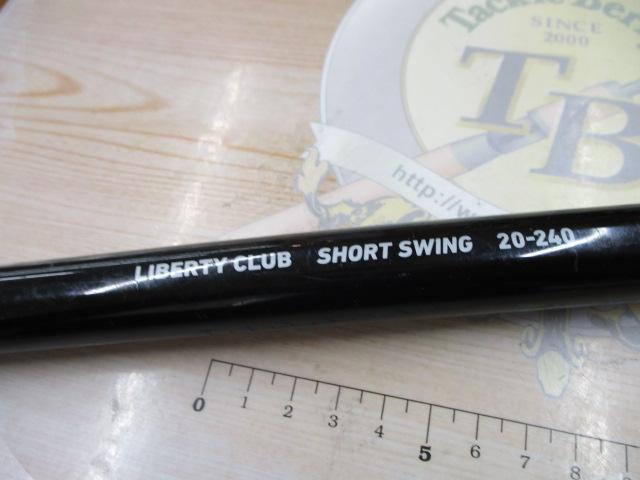 Tackle Berry
SINCE
2000
TB
http://w
LIBERTY CLUB SHORT SWING 20-240
0 1 2 3 4 5 6 7 8